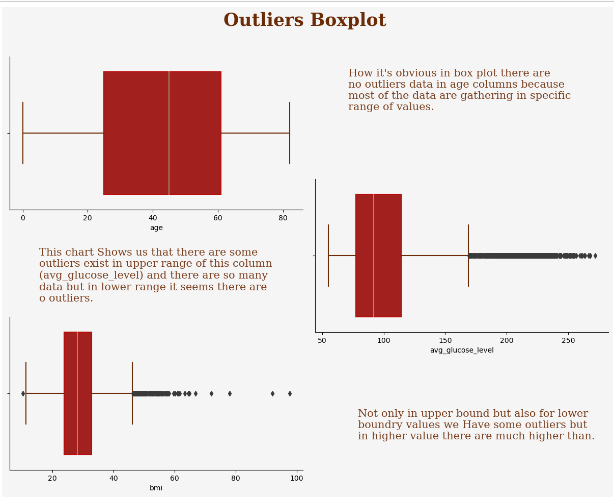 Outliers Boxplot
How it's obvious in box plot there are
no outliers data in age columns because
most of the data are gathering in specific
range of values.
0 20 40 60 80
age
This chart Shows us that there are some
outliers exist in upper range of this column
(avg_glucose_level) and there are so many
data but in lower range it seems there are
o outliers.
50 100 150 200 250
avg_glucose_level
20 40 60 80 100
bmi
Not only in upper bound but also for lower
boundry values we Have some outliers but
in higher value there are much higher than.